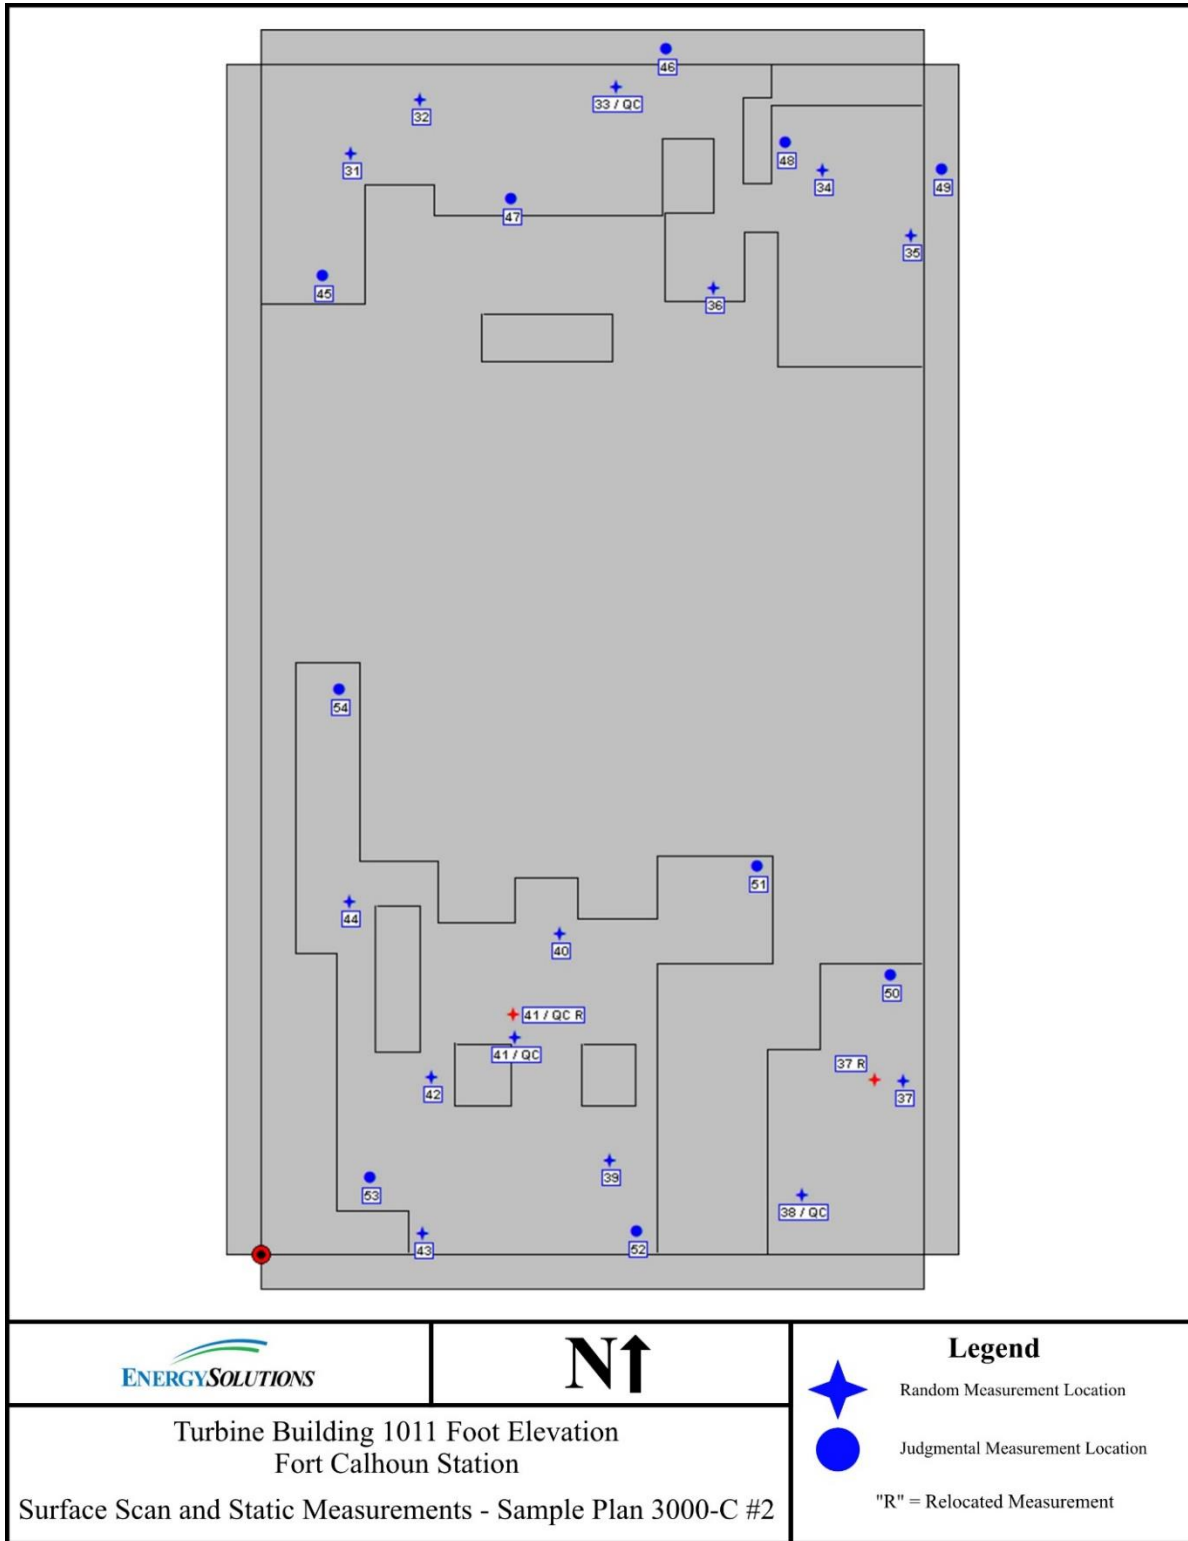 46
33 / QC
32
48
31
34
49
47
35
45
36
54
51
44
40
50
41 / QC R
41 / QC
37 R
42
37
39
53
38 / QC
43
52
ENERGYSOLUTIONS
N
Legend
Random Measurement Location
Judgmental Measurement Location
"R" = Relocated Measurement
Turbine Building 1011 Foot Elevation
Fort Calhoun Station
Surface Scan and Static Measurements - Sample Plan 3000-C #2